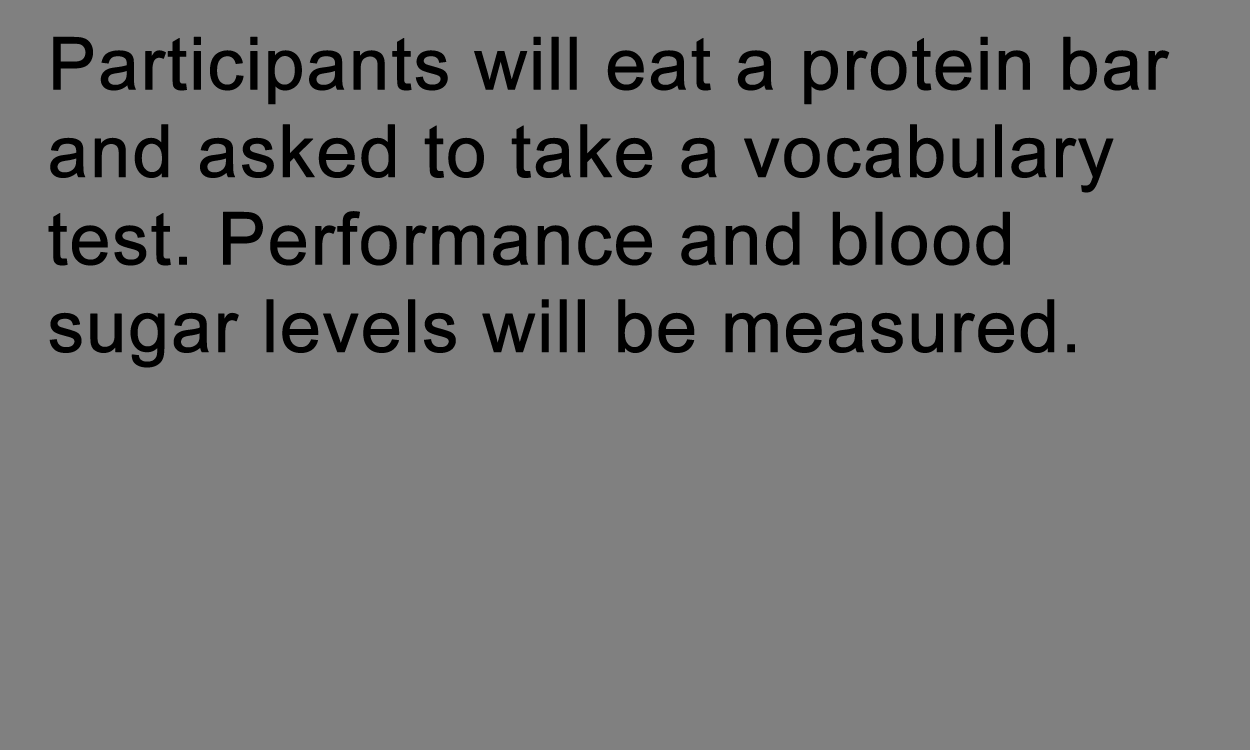 Participants will eat a protein bar
and asked to take a vocabulary
test. Performance and blood
sugar levels will be measured.